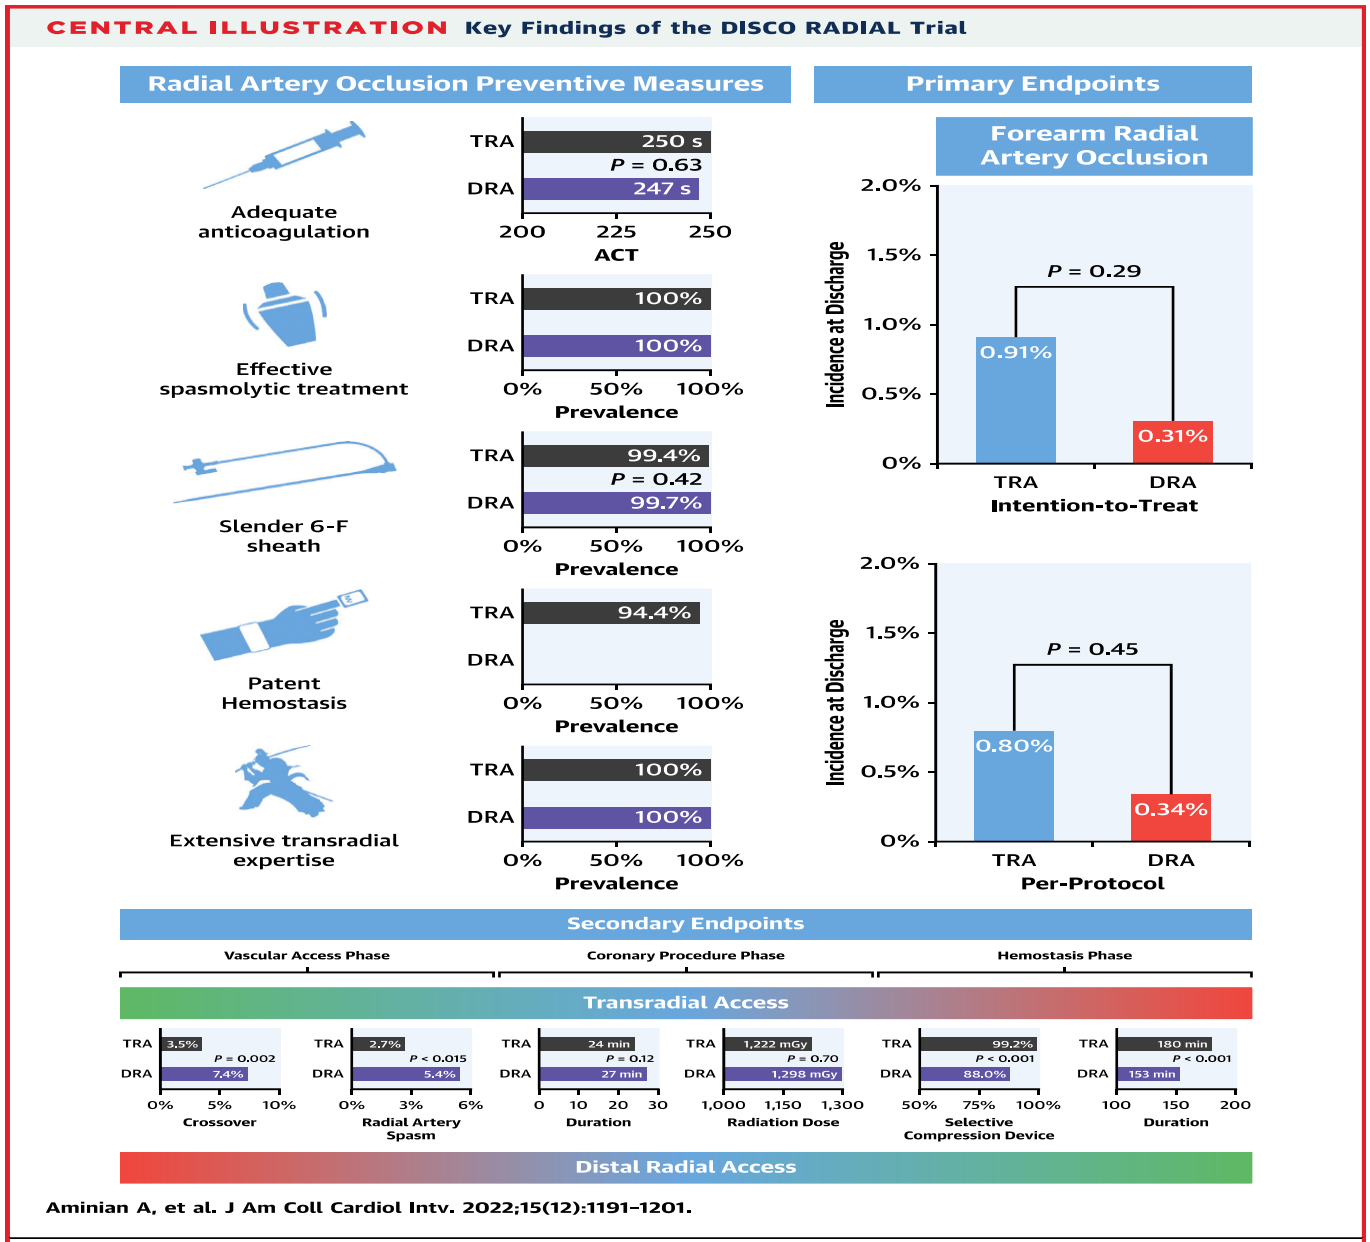 CENTRAL ILLUSTRATION Key Findings of the DISCO RADIAL Trial
Radial Artery Occlusion Preventive Measures
Adequate
anticoagulation
TRA 250 s
P = 0.63
DRA 247 s
200 225 250
ACT
Effective
spasmolytic treatment
TRA 100%
DRA 100%
0% 50% 100%
Prevalence
Slender 6-F
sheath
TRA 99.4%
P = 0.42
DRA 99.7%
0% 50% 100%
Prevalence
Patent
Hemostasis
TRA 94.4%
DRA
0% 50% 100%
Prevalence
Extensive transradial
expertise
TRA 100%
DRA 100%
0% 50% 100%
Prevalence
Primary Endpoints
Forearm Radial
Artery Occlusion
Incidence at Discharge
2.0%
1.5%
1.0%
0.5%
0%
P = 0.29
0.91%
0.31%
TRA DRA
Intention-to-Treat
Incidence at Discharge
2.0%
1.5%
1.0%
0.5%
0%
P = 0.45
0.80%
0.34%
TRA DRA
Per-Protocol
Secondary Endpoints
Vascular Access Phase
Coronary Procedure Phase
Hemostasis Phase
Transradial Access
TRA 3.5%
P = 0.002
DRA 7.4%
0% 5% 10%
Crossover
TRA 2.7%
P < 0.015
DRA 5.4%
0% 3% 6%
Radial Artery
Spasm
TRA 24 min
P = 0.12
DRA 27 min
0 10 20 30
Duration
TRA 1,222 mGy
P = 0.70
DRA 1,298 mGy
1,000 1,150 1,300
Radiation Dose
TRA 99.2%
P < 0.001
DRA 88.0%
50% 75% 100%
Selective
Compression Device
TRA 180 min
P < 0.001
DRA 153 min
100 150 200
Duration
Distal Radial Access
Aminian A, et al. J Am Coll Cardiol Intv. 2022;15(12):1191–1201.